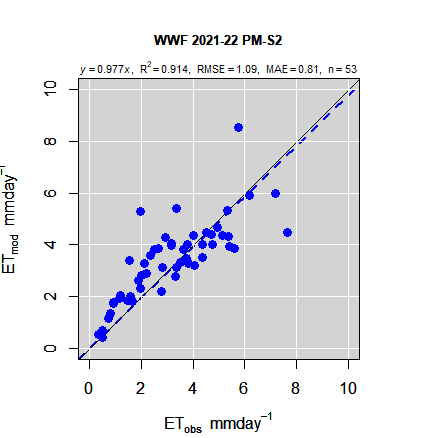 WWF 2021-22 PM-S2
y = 0.977x, R² = 0.914, RMSE = 1.09, MAE = 0.81, n = 53
ETmod mmday⁻¹
10
8
6
4
2
0
0 2 4 6 8 10
ETobs mmday⁻¹